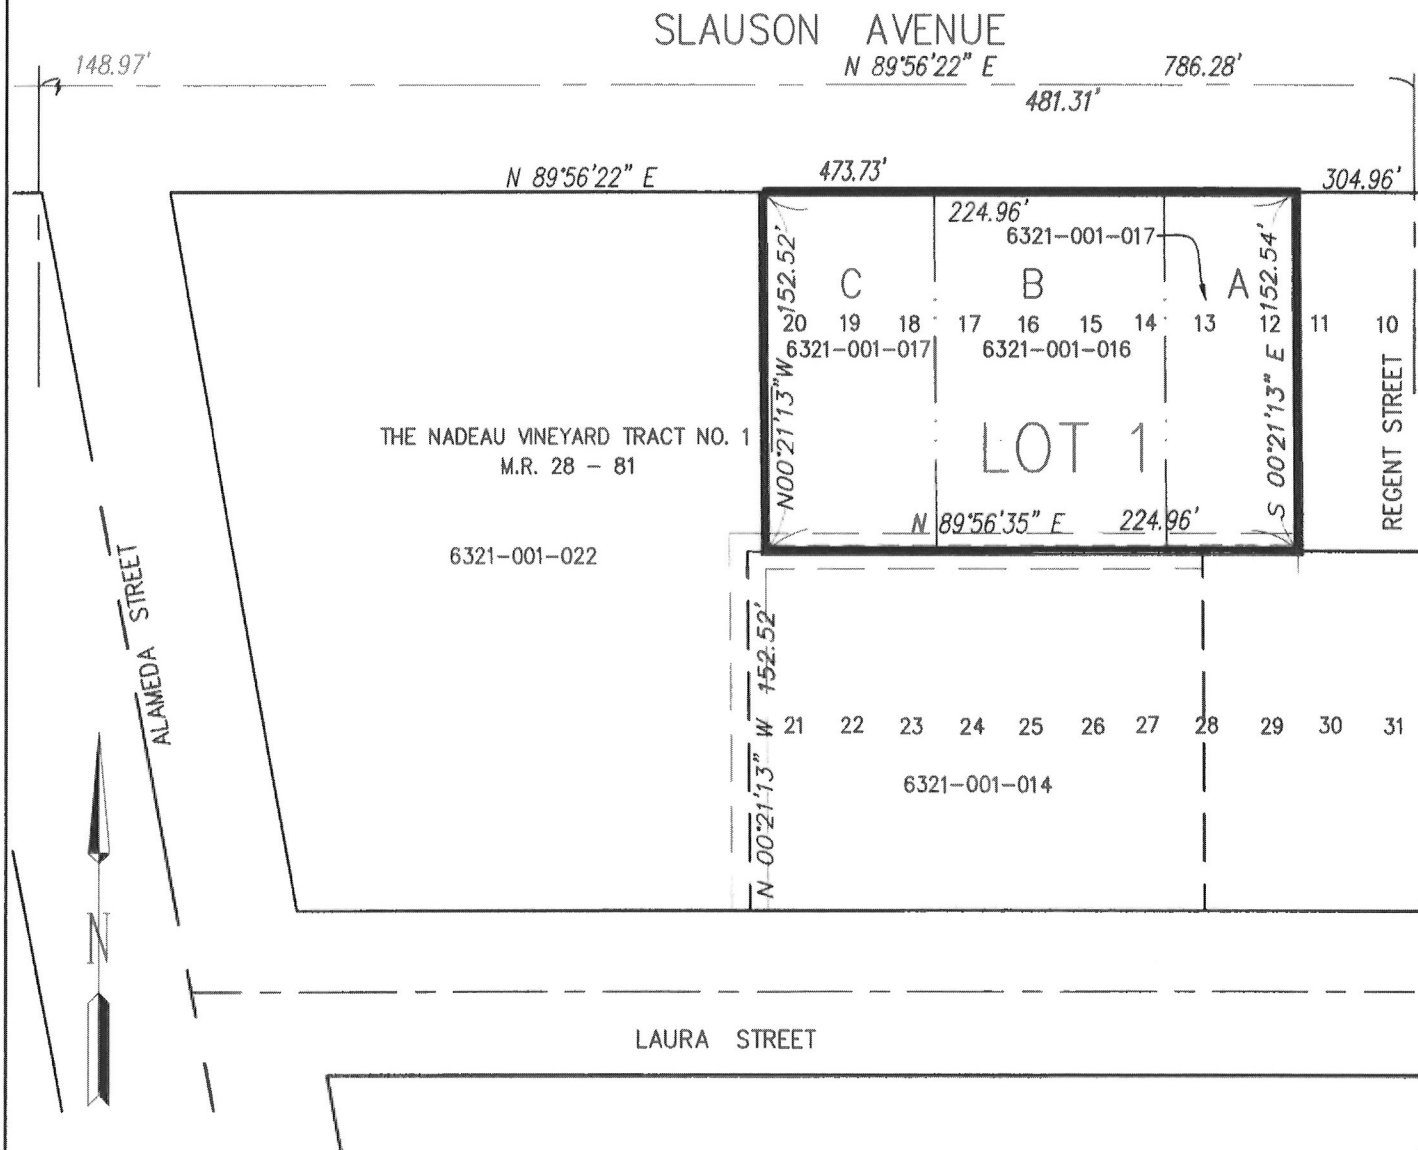 SLAUSON AVENUE
148.97'
N 89°56'22" E 786.28'
481.31'
N 89°56'22" E 473.73' 304.96'
224.96'
6321-001-017
N00°21'13"W 152.52'
S 00°21'13" E 152.54'
C B A
20 19 18 17 16 15 14 13 12 11 10
6321-001-017 6321-001-016
REGENT STREET
THE NADEAU VINEYARD TRACT NO. 1
M.R. 28 - 81
LOT 1
N 89°56'35" E 224.96'
6321-001-022
ALAMEDA STREET
N 00°21'13" W 152.52'
21 22 23 24 25 26 27 28 29 30 31
6321-001-014
N
LAURA STREET